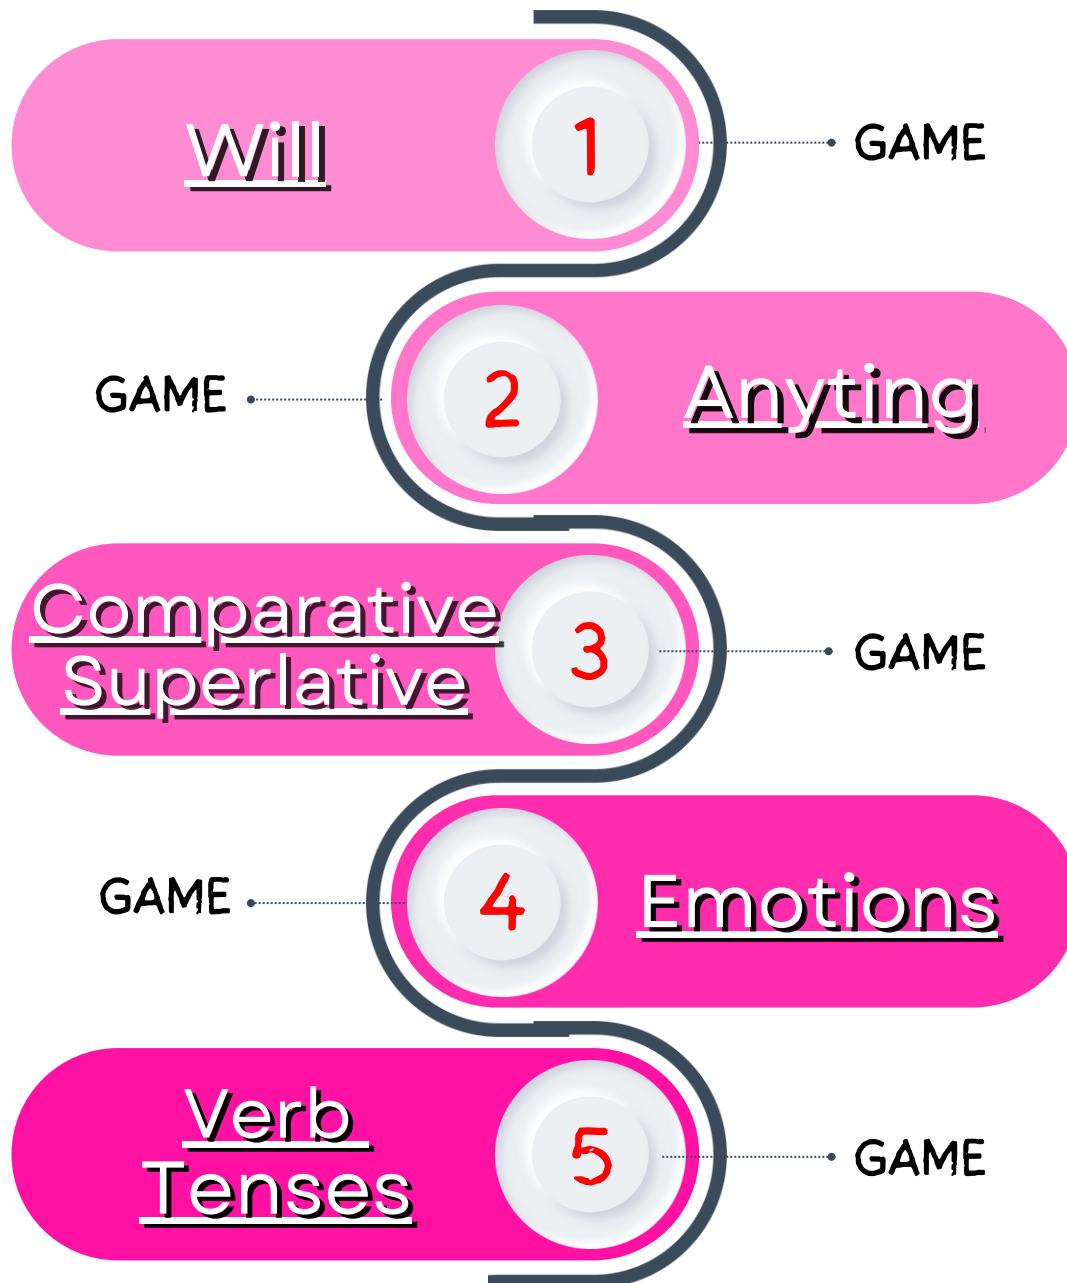 Will
1
GAME
GAME
2
Anyting
Comparative
Superlative
3
GAME
GAME
4
Emotions
Verb
Tenses
5
GAME